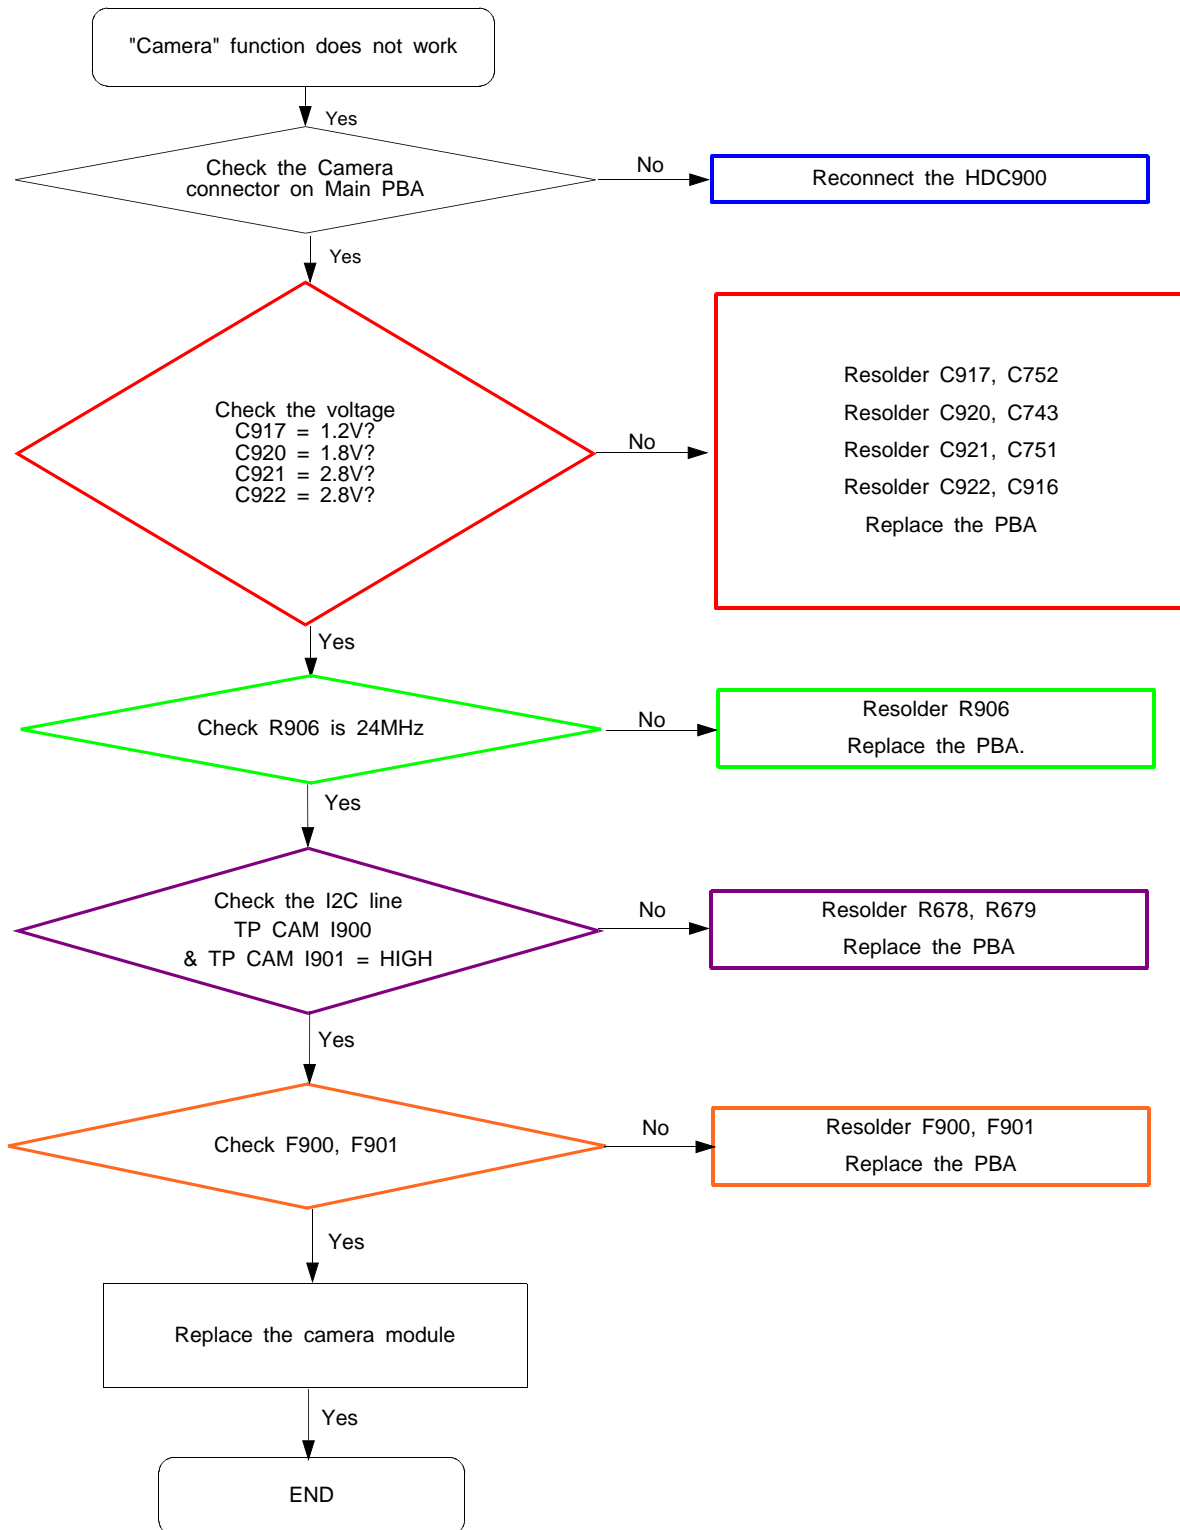 "Camera" function does not work
Yes
Check the Camera
connector on Main PBA
No
Reconnect the HDC900
Yes
Check the voltage
C917 = 1.2V?
C920 = 1.8V?
C921 = 2.8V?
C922 = 2.8V?
No
Resolder C917, C752
Resolder C920, C743
Resolder C921, C751
Resolder C922, C916
Replace the PBA
Yes
Check R906 is 24MHz
No
Resolder R906
Replace the PBA.
Yes
Check the I2C line
TP CAM I900
& TP CAM I901 = HIGH
No
Resolder R678, R679
Replace the PBA
Yes
Check F900, F901
No
Resolder F900, F901
Replace the PBA
Yes
Replace the camera module
Yes
END